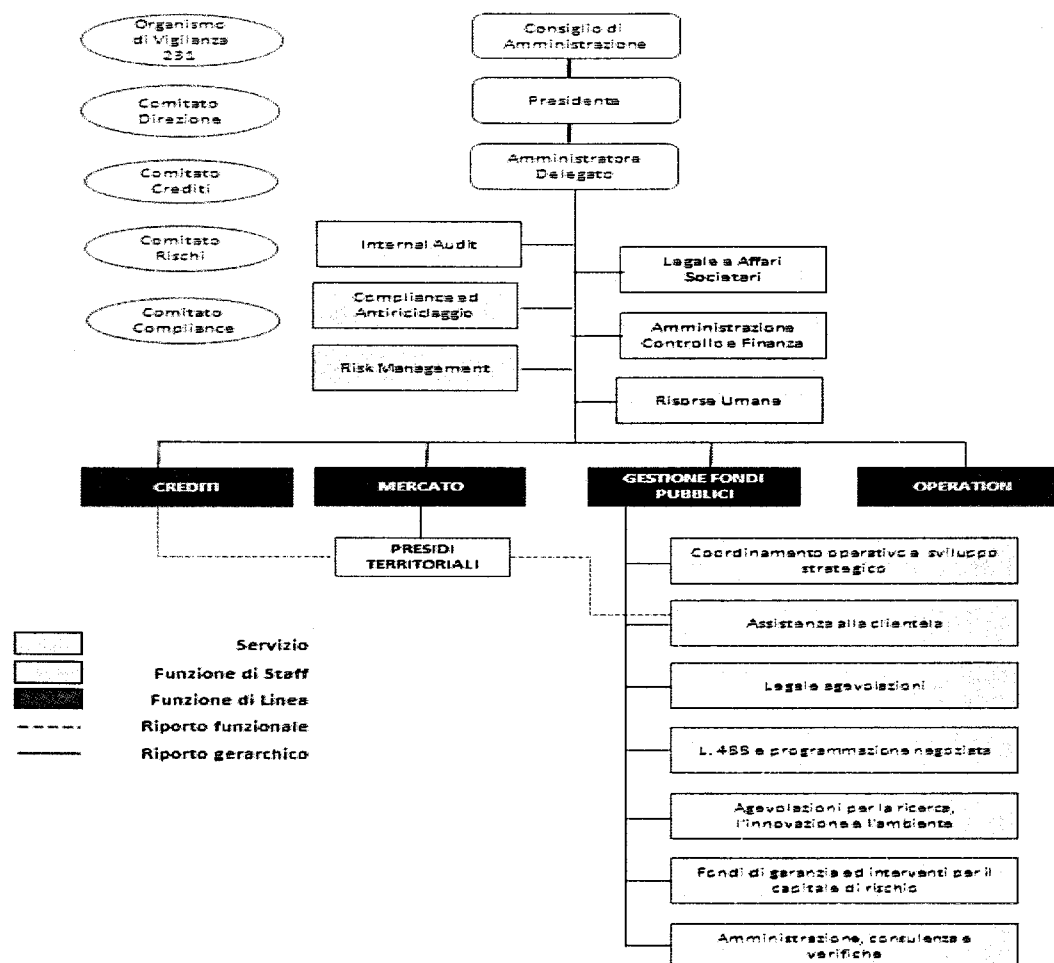 Organismo
di Vigilanza
231
Comitato
Direzione
Comitato
Crediti
Comitato
Rischi
Comitato
Compliance
Consiglio di
Amministrazione
Presidente
Amministratore
Delegato
Internal Audit
Legale e Affari
Societari
Compliance ed
Antiriciclaggio
Amministrazione
Controllo e Finanza
Risk Management
Risorse Umane
CREDITI
MERCATO
GESTIONE FONDI
PUBBLICI
OPERATION
PRESIDI
TERRITORIALI
Coordinamento operativo e sviluppo
strategico
Assistenza alla clientela
Legale agevolazioni
L. 488 e programmazione negoziata
Agevolazioni per la ricerca,
l'innovazione e l'ambiente
Fondi di garanzia ed interventi per il
capitale di rischio
Amministrazione, consulenza e
verifiche
Servizio
Funzione di Staff
Funzione di Linea
Riporto funzionale
Riporto gerarchico